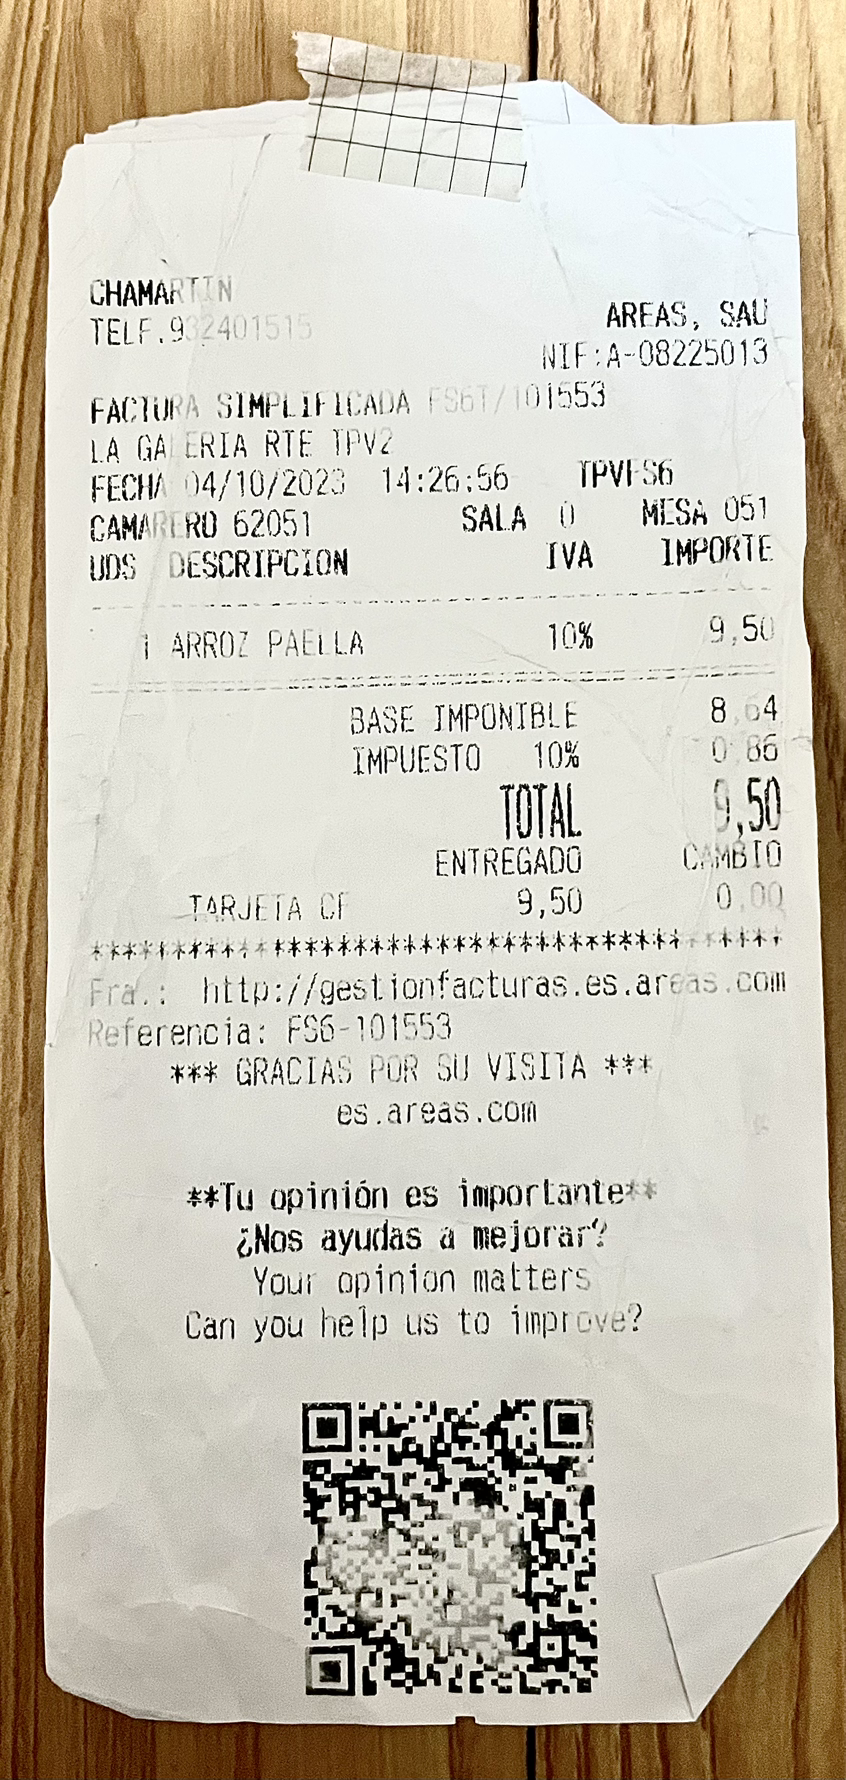 CHAMARTIN
TELF.932401515
AREAS, SAU
NIF:A-08225013
FACTURA SIMPLIFICADA FS6T/101553
LA GALERIA RTE TPV2
FECHA 04/10/2023 14:26:56 TPVFS6
CAMARERO 62051 SALA 0 MESA 051
UDS DESCRIPCION IVA IMPORTE
1 ARROZ PAELLA 10% 9,50
BASE IMPONIBLE 8,64
IMPUESTO 10% 0,86
TOTAL 9,50
ENTREGADO CAMBIO
TARJETA CF 9,50 0,00
******************************************
Fra.: http://gestionfacturas.es.areas.com
Referencia: FS6-101553
*** GRACIAS POR SU VISITA ***
es.areas.com
**Tu opinión es importante**
¿Nos ayudas a mejorar?
Your opinion matters
Can you help us to improve?